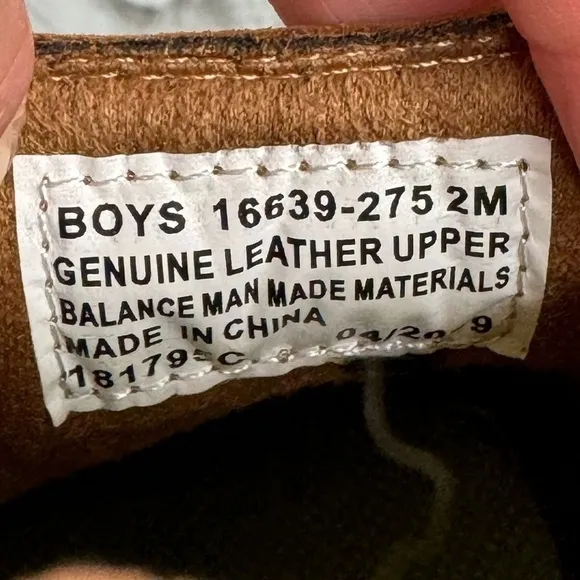 BOYS 16639-275 2M
GENUINE LEATHER UPPER
BALANCE MAN MADE MATERIALS
MADE IN CHINA